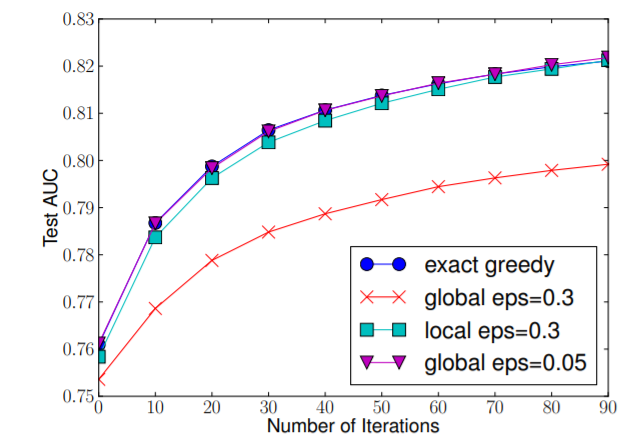 0.83
0.82
0.81
0.80
0.79
0.78
0.77
0.76
0.75
Test AUC
exact greedy
global eps=0.3
local eps=0.3
global eps=0.05
0 10 20 30 40 50 60 70 80 90
Number of Iterations